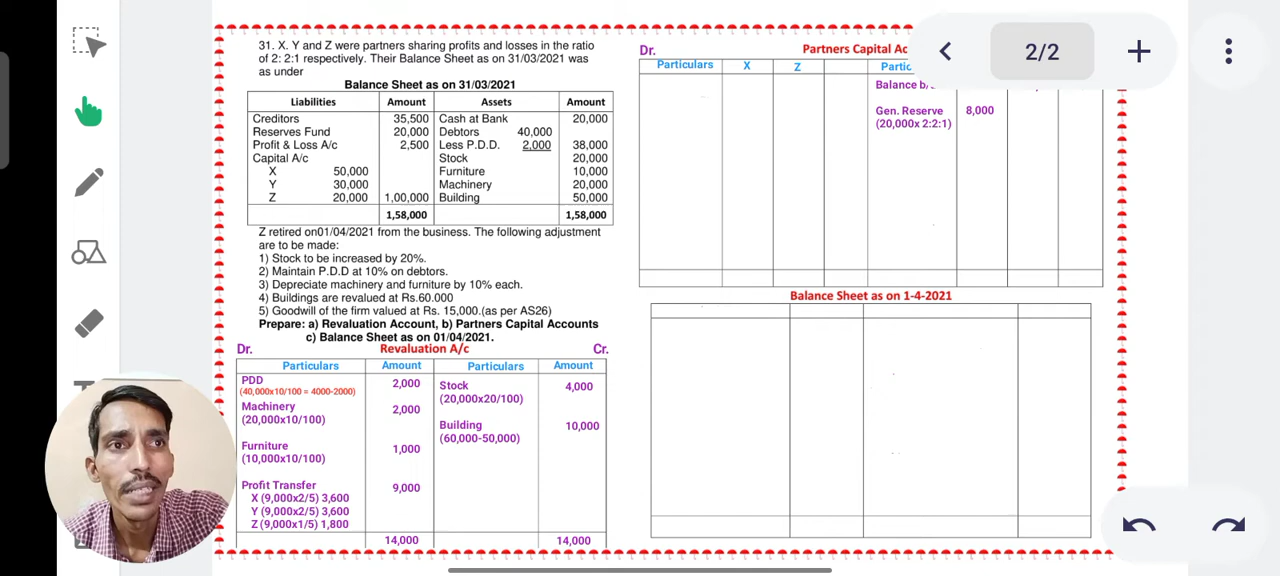 31. X. Y and Z were partners sharing profits and losses in the ratio
of 2: 2:1 respectively. Their Balance Sheet as on 31/03/2021 was
as under
Balance Sheet as on 31/03/2021
Liabilities Amount Assets Amount
Creditors 35,500 Cash at Bank 20,000
Reserves Fund 20,000 Debtors 40,000
Profit & Loss A/c 2,500 Less P.D.D. 2,000 38,000
Capital A/c Stock 20,000
X 50,000 Furniture 10,000
Y 30,000 Machinery 20,000
Z 20,000 1,00,000 Building 50,000
1,58,000 1,58,000
Z retired on01/04/2021 from the business. The following adjustment
are to be made:
1) Stock to be increased by 20%.
2) Maintain P.D.D at 10% on debtors.
3) Depreciate machinery and furniture by 10% each.
4) Buildings are revalued at Rs.60.000
5) Goodwill of the firm valued at Rs. 15,000.(as per AS26)
Prepare: a) Revaluation Account, b) Partners Capital Accounts
c) Balance Sheet as on 01/04/2021.
Dr. Revaluation A/c Cr.
Particulars Amount Particulars Amount
PDD 2,000 Stock 4,000
(40,000x10/100 = 4000-2000) (20,000x20/100)
Machinery 2,000
(20,000x10/100) Building 10,000
(60,000-50,000)
Furniture 1,000
(10,000x10/100)
Profit Transfer 9,000
X (9,000x2/5) 3,600
Y (9,000x2/5) 3,600
Z (9,000x1/5) 1,800
14,000 14,000
Dr. Partners Capital Ac
Particulars X Z Partic
Balance b/
Gen. Reserve 8,000
(20,000x 2:2:1)
Balance Sheet as on 1-4-2021
2/2